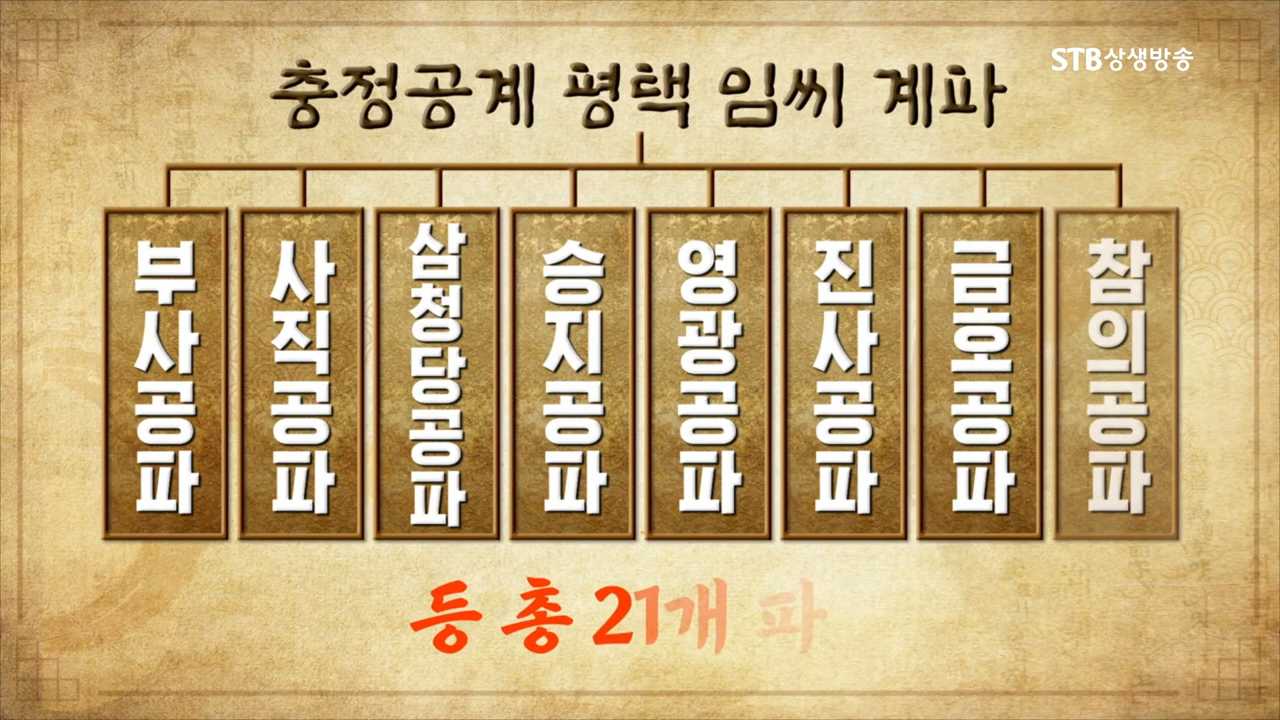 STB상생방송
충정공계 평택 임씨 계파
부사공파
사직공파
삼청당공파
승지공파
영광공파
진사공파
금호공파
참의공파
등 총 21개 파